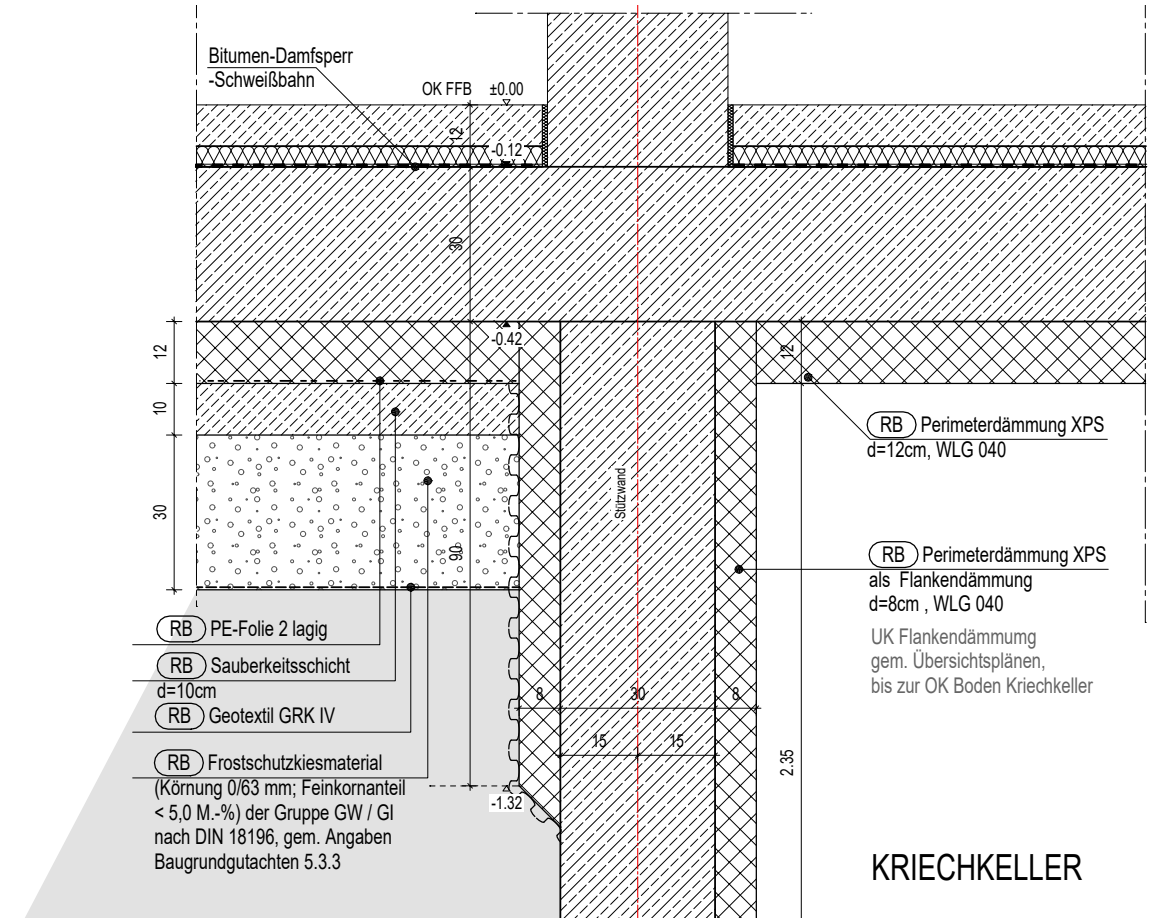 Bitumen-Damfsperr
-Schweißbahn
OK FFB ±0.00
12
-0.12
30
-0.42
12
12
10
30
90
Stützwand
RB Perimeterdämmung XPS
d=12cm, WLG 040
RB Perimeterdämmung XPS
als Flankendämmung
d=8cm , WLG 040
UK Flankendämmumg
gem. Übersichtsplänen,
bis zur OK Boden Kriechkeller
RB PE-Folie 2 lagig
RB Sauberkeitsschicht
d=10cm
RB Geotextil GRK IV
RB Frostschutzkiesmaterial
(Körnung 0/63 mm; Feinkornanteil
< 5,0 M.-%) der Gruppe GW / GI
nach DIN 18196, gem. Angaben
Baugrundgutachten 5.3.3
8 30 8
15 15
2.35
-1.32
KRIECHKELLER